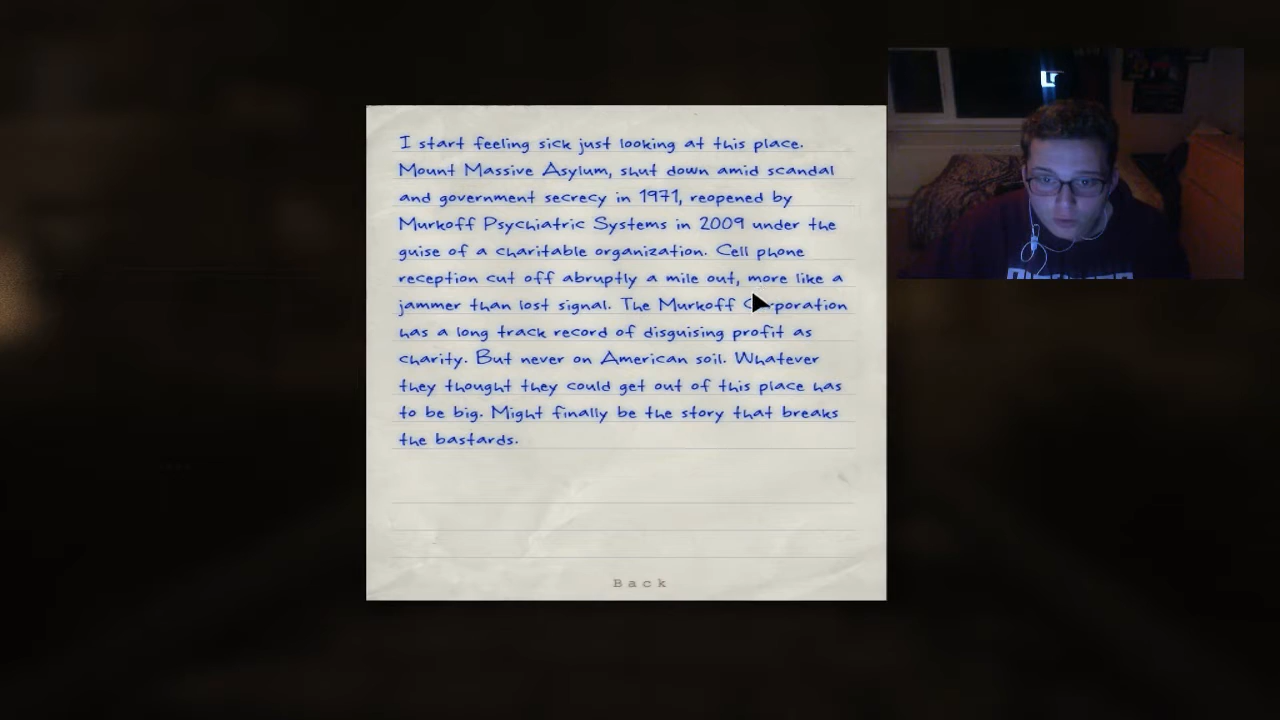 I start feeling sick just looking at this place.
Mount Massive Asylum, shut down amid scandal
and government secrecy in 1971, reopened by
Murkoff Psychiatric Systems in 2009 under the
guise of a charitable organization. Cell phone
reception cut off abruptly a mile out, more like a
jammer than lost signal. The Murkoff
has a long track record of disguising profit as
charity. But never on American soil. Whatever
they thought they could get out of this place has
to be big. Might finally be the story that breaks
the bastards.
Back